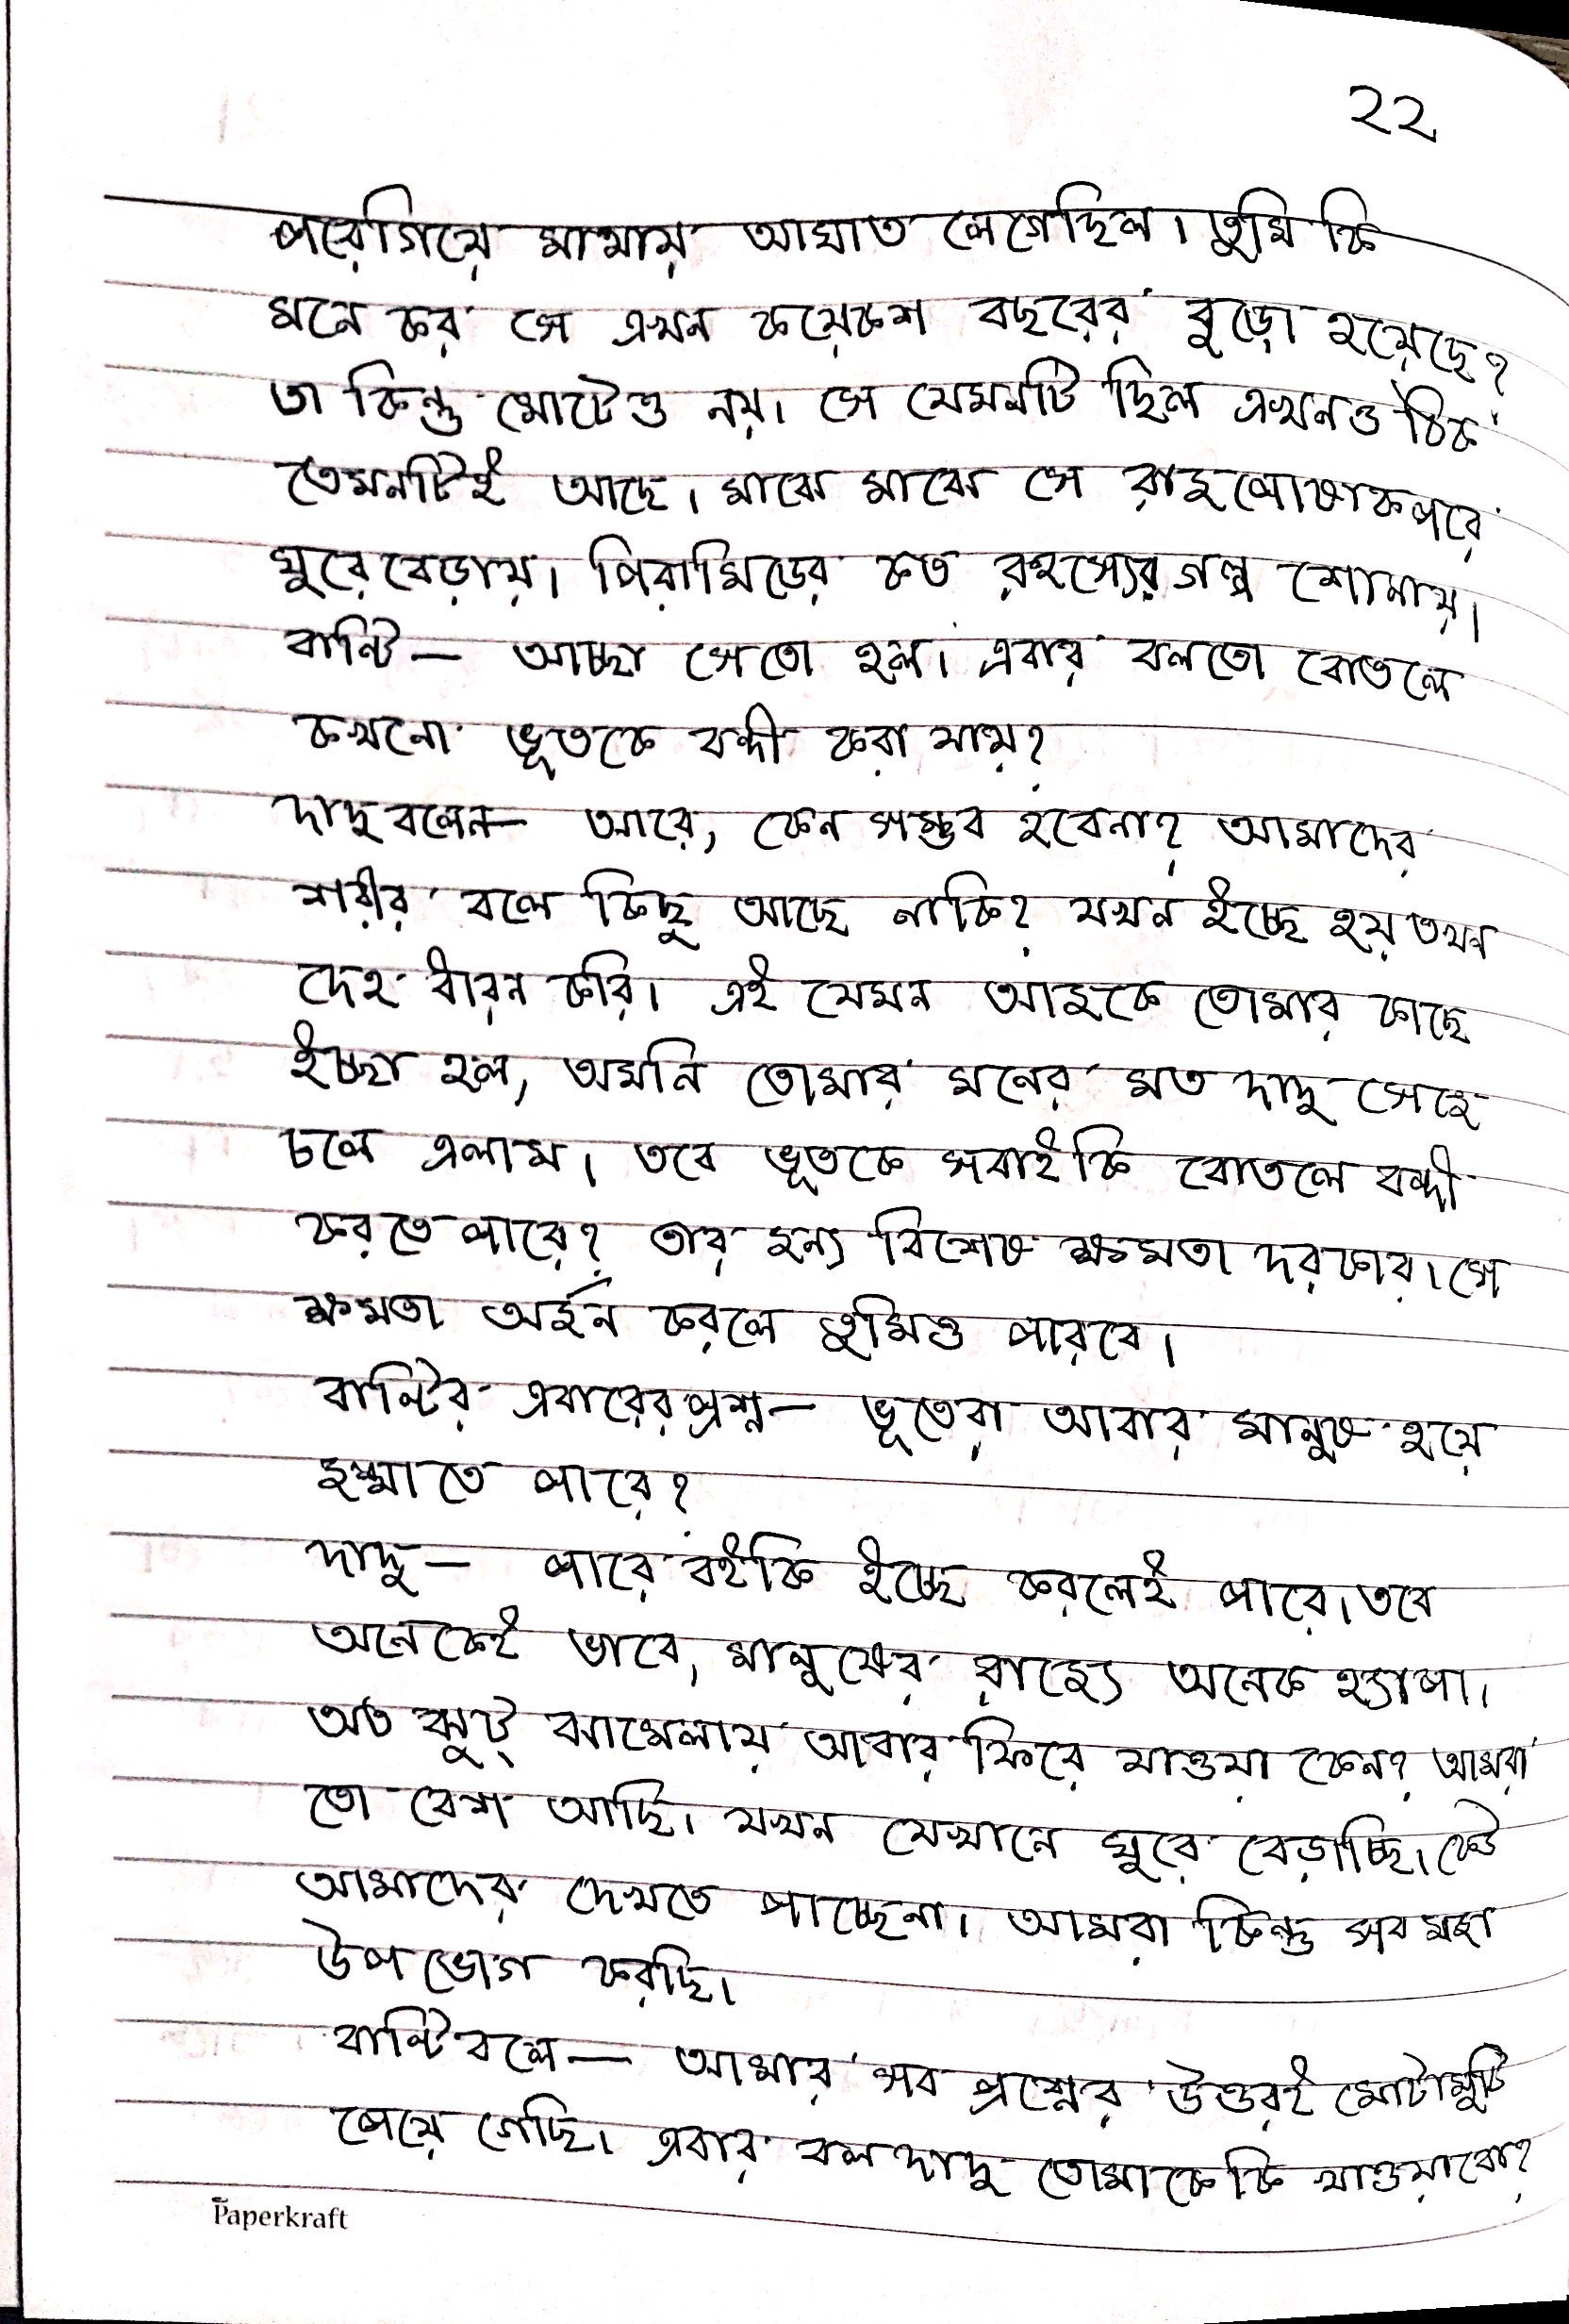 ২২
পরেগিয়ে মাথায় আঘাত লেগেছিল। তুমি কি
মনে কর সে এখন কয়েকশ বছরের বুড়ো হয়েছে?
তা কিন্তু মোটেও নয়। সে যেমনটি ছিল এখনও ঠিক
তেমনটিই আছে। মাঝে মাঝে সে রাজপোষাকপরে
ঘুরেবেড়ায়। পিরামিডের কত রহস্যের গল্প শোনায়।
বান্টি — আচ্ছা সেতো হল। এবার বলতো বোতলে
কখনো ভূতকে বন্দী করা যায়?
দাদু বলেন — আরে, কেন সম্ভব হবেনা? আমাদের
শরীর বলে কিছু আছে নাকি? যখন ইচ্ছে হয় তখন
দেহ ধারন করি। এই যেমন আজকে তোমার কাছে
ইচ্ছা হল, অমনি তোমার মনের মত দাদু সেজে
চলে এলাম। তবে ভূতকে সবাইকি বোতলে বন্দী
করতে পারে? তার জন্য বিশেষ ক্ষমতা দরকার। সে
ক্ষমতা অর্জন করলে তুমিও পারবে।
বান্টির এবারের প্রশ্ন — ভূতেরা আবার মানুষ হয়ে
জন্মাতে পারে?
দাদু — পারে বইকি ইচ্ছে করলেই পারে। তবে
অনেকেই ভাবে, মানুষের রাজ্যে অনেক হ্যাপা।
অত ঝুট্ ঝামেলায় আবার ফিরে যাওয়া কেন? আমরা
তো বেশ আছি। যখন যেখানে ঘুরে বেড়াচ্ছি। কেউ
আমাদের দেখতে পাচ্ছেনা। আমরা কিন্তু সব মজা
উপভোগ করছি।
বান্টি বলে — আমার সব প্রশ্নের উত্তরই মোটামুটি
পেয়ে গেছি। এবার বল দাদু তোমাকে কি খাওয়াবো?
Paperkraft